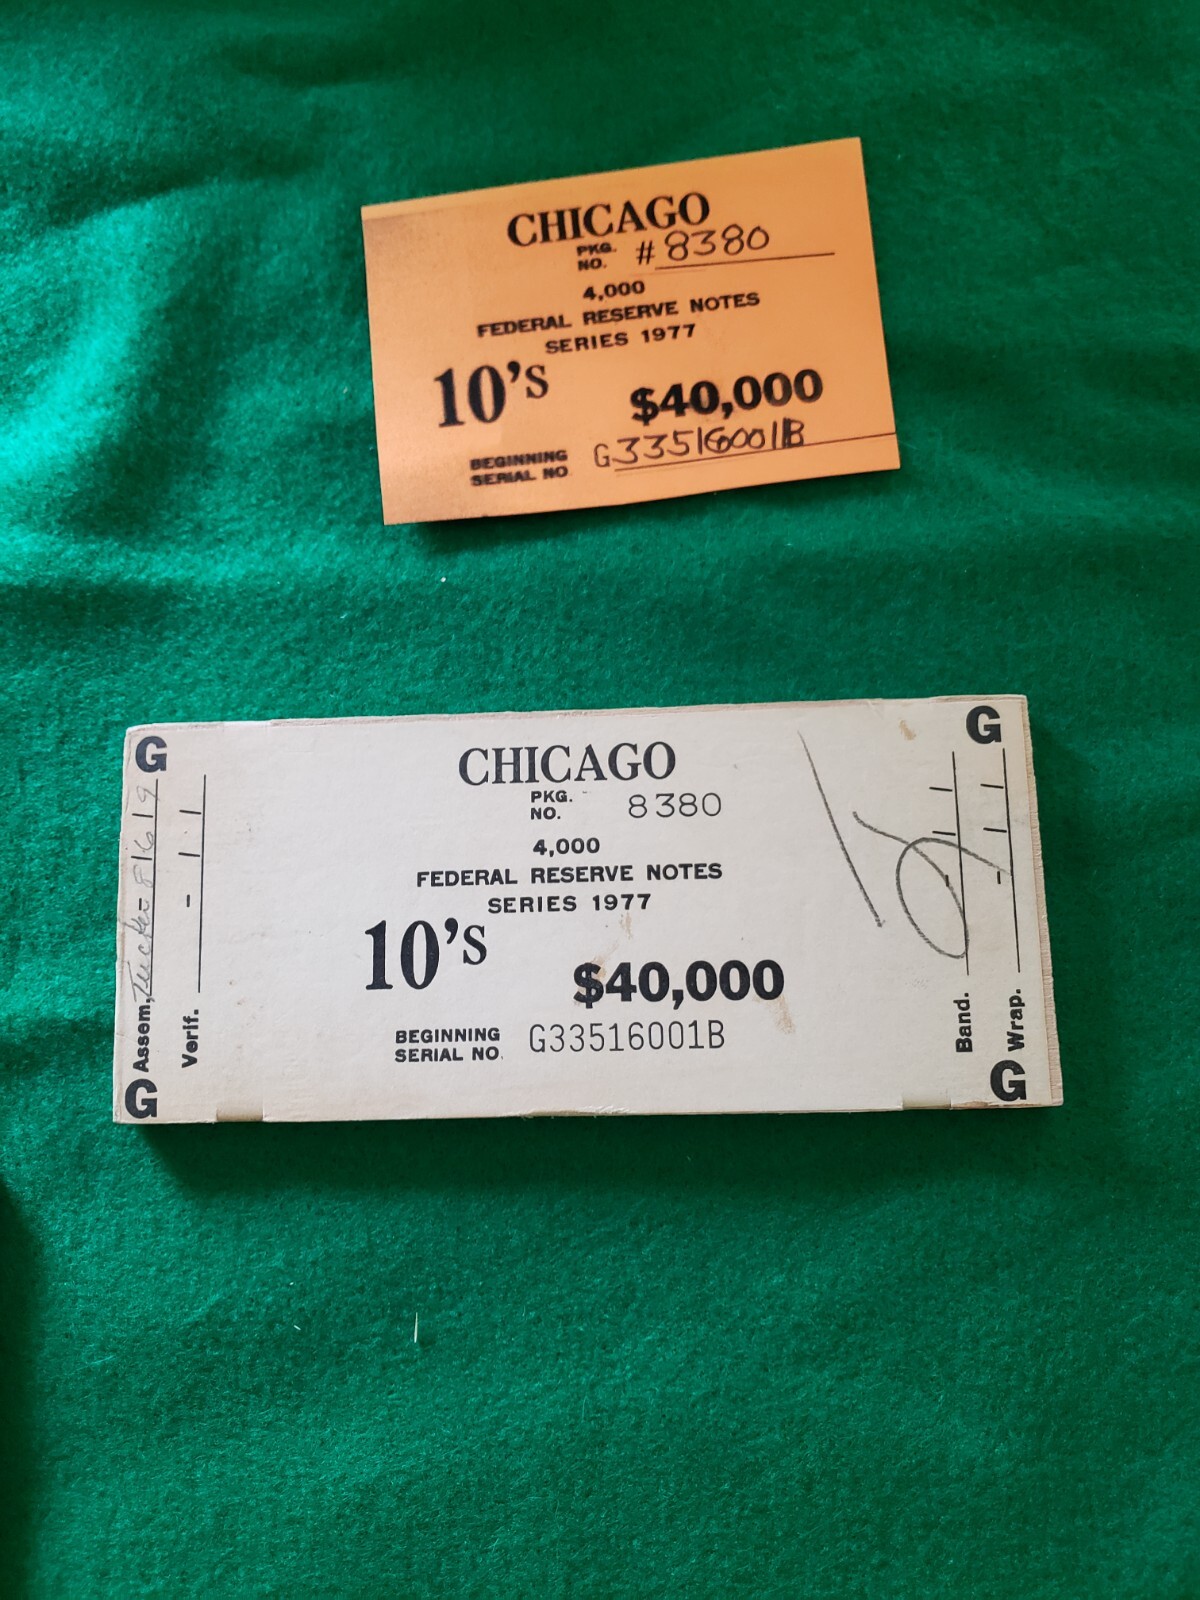 CHICAGO
PKG. NO. #8380
4,000
FEDERAL RESERVE NOTES
SERIES 1977
10's
$40,000
BEGINNING SERIAL NO G33516001B
G
G
CHICAGO
PKG. NO. 8380
4,000
FEDERAL RESERVE NOTES
SERIES 1977
10's
$40,000
BEGINNING SERIAL NO. G33516001B
Assem. Tucker
Verif.
Band.
Wrap.
G
G